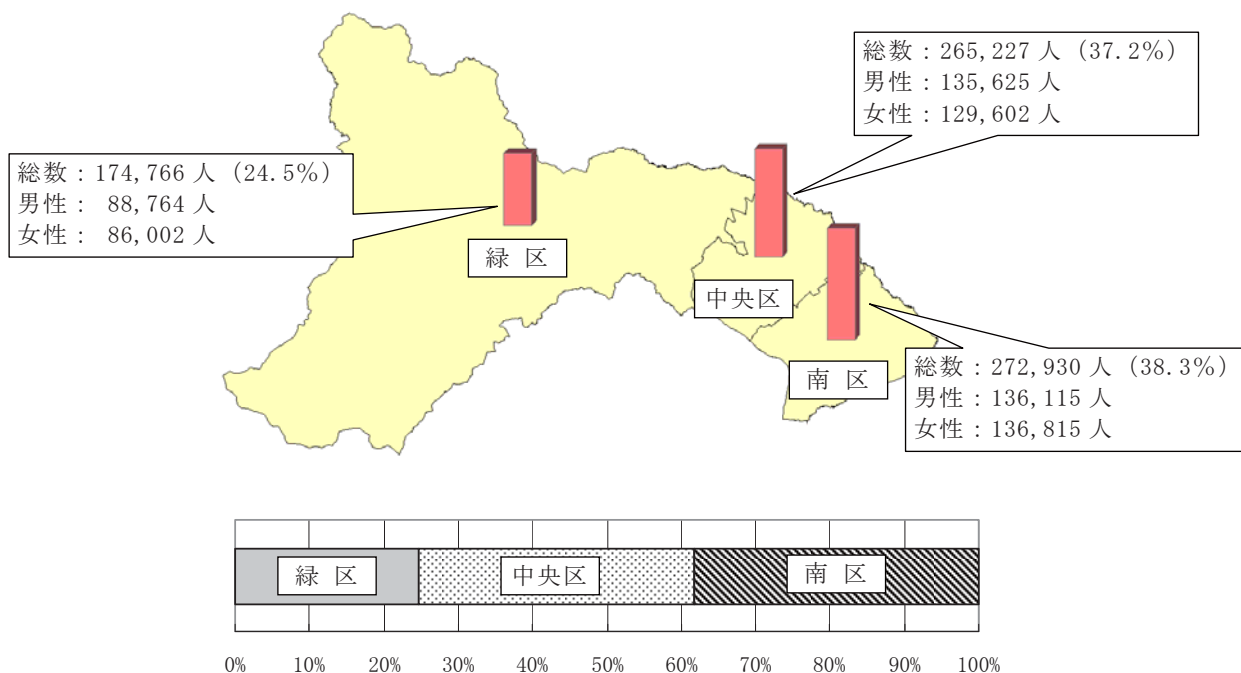 総数：265,227 人（37.2%）
男性：135,625 人
女性：129,602 人
総数：174,766 人（24.5%）
男性： 88,764 人
女性： 86,002 人
緑 区
中央区
南 区
総数：272,930 人（38.3%）
男性：136,115 人
女性：136,815 人
緑 区 中央区 南 区
0% 10% 20% 30% 40% 50% 60% 70% 80% 90% 100%